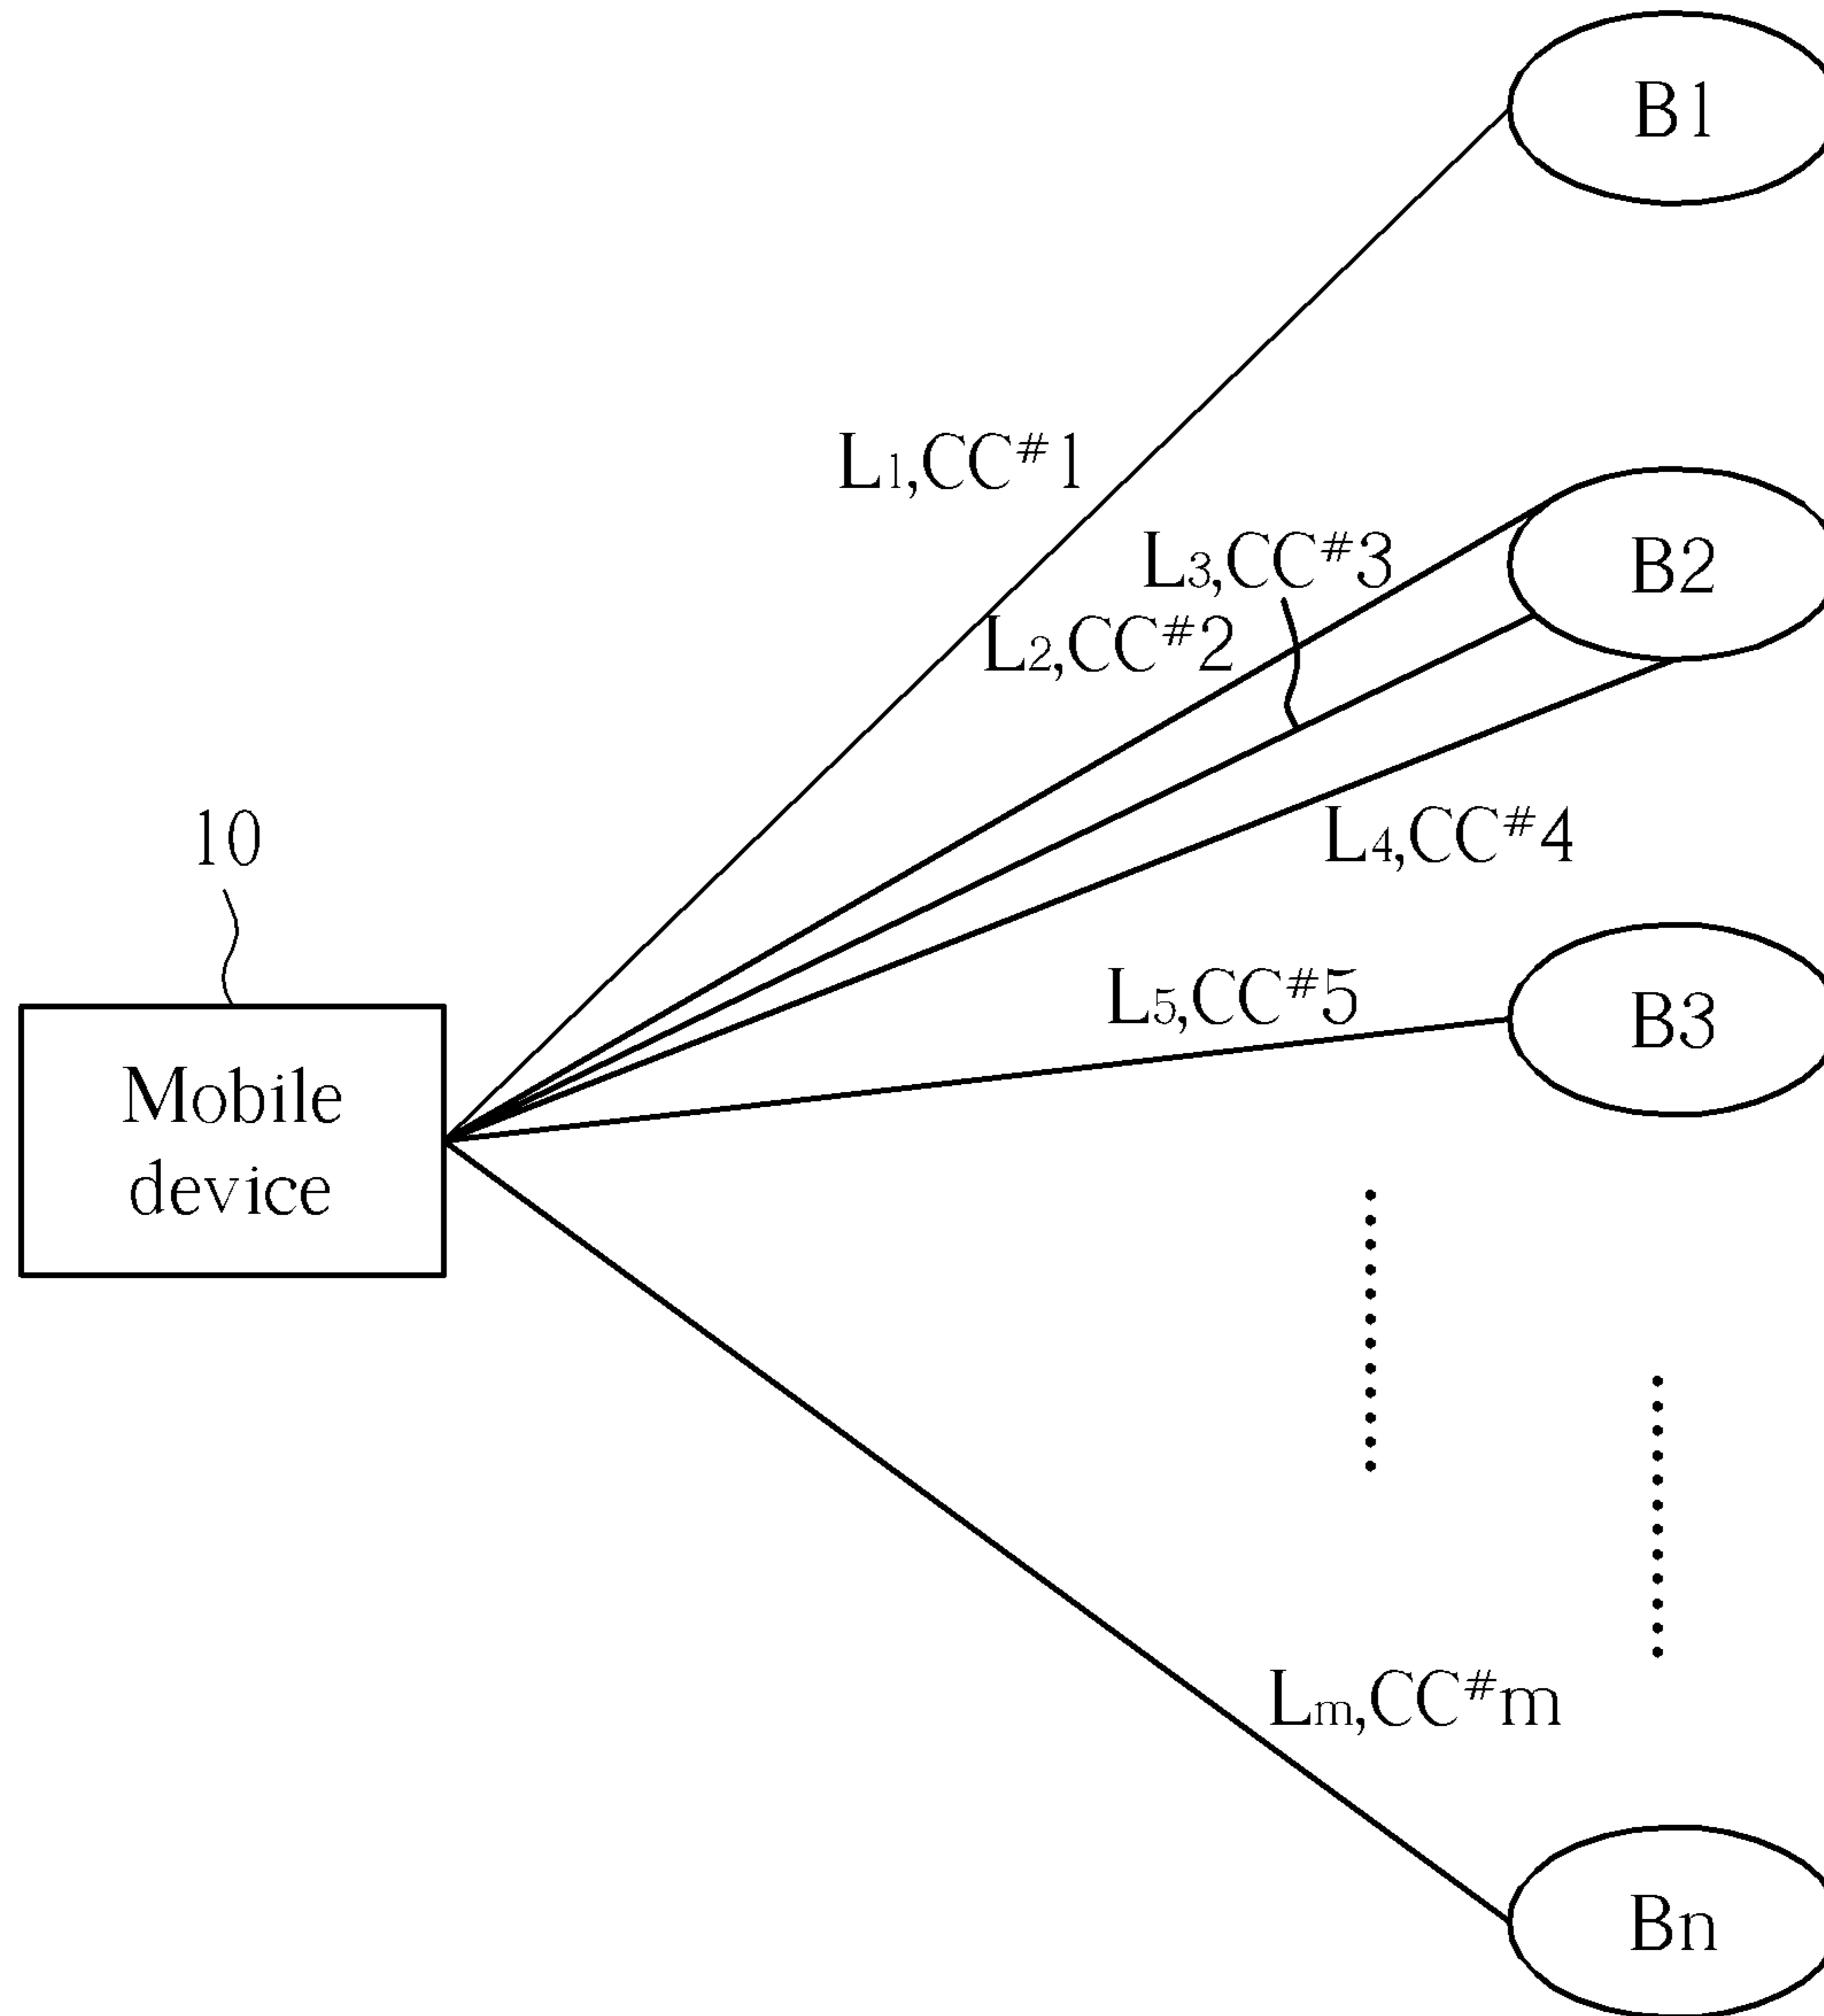 B1
L1,CC#1
L3,CC#3
B2
L2,CC#2
10
L4,CC#4
L5,CC#5
B3
Mobile
device
Lm,CC#m
Bn